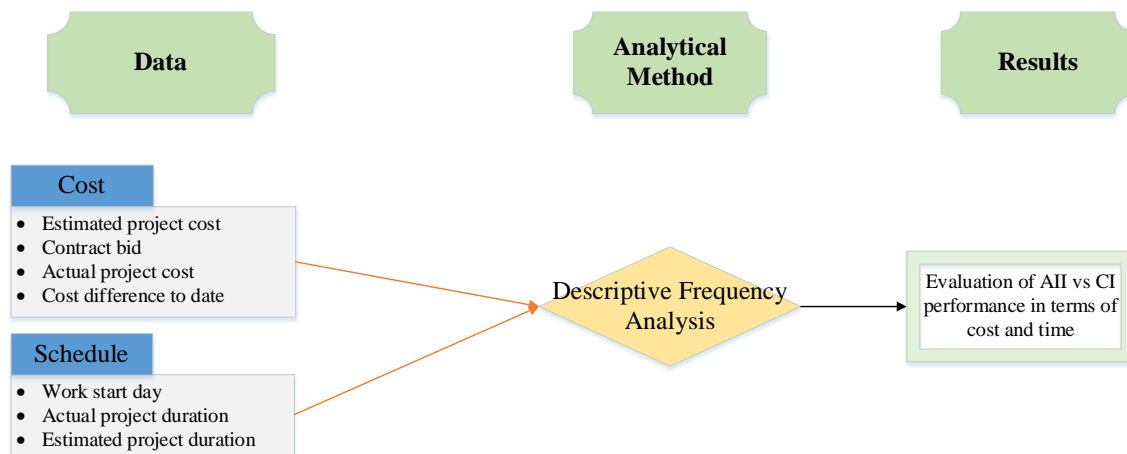 Data
Analytical
Method
Results
Cost
• Estimated project cost
• Contract bid
• Actual project cost
• Cost difference to date
Schedule
• Work start day
• Actual project duration
• Estimated project duration
Descriptive Frequency
Analysis
Evaluation of AII vs CI
performance in terms of
cost and time